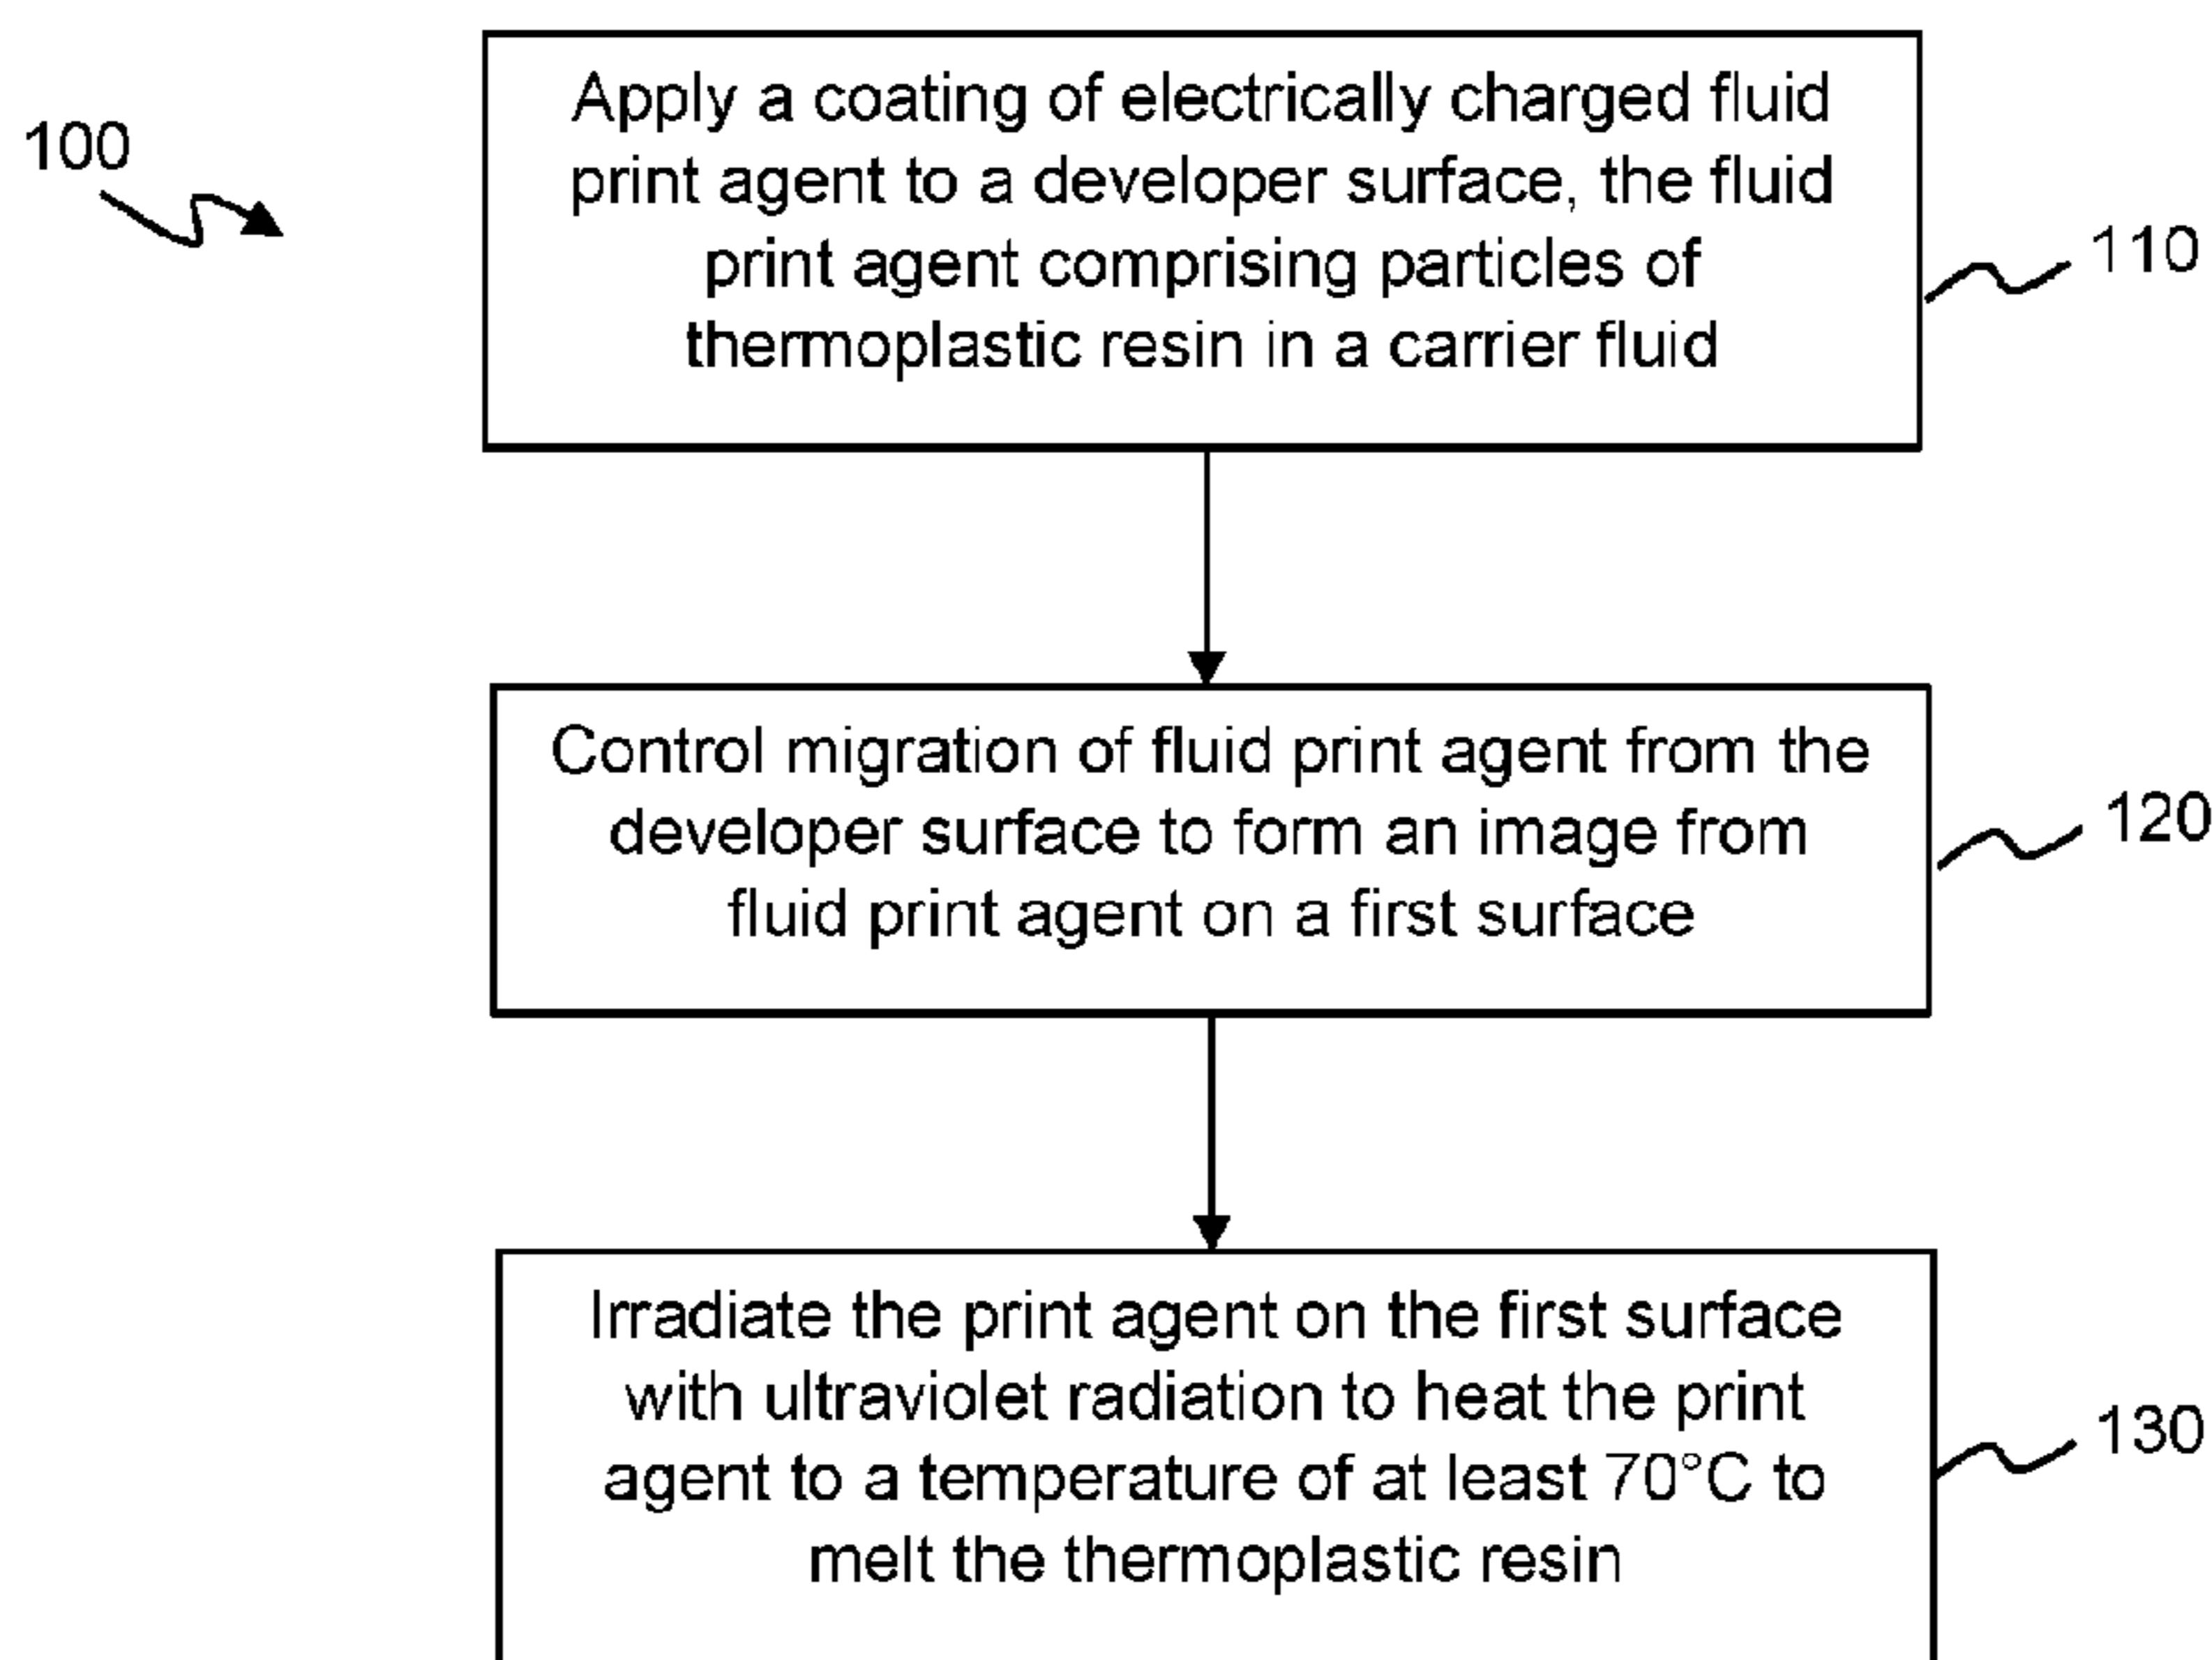 100
Apply a coating of electrically charged fluid
print agent to a developer surface, the fluid
print agent comprising particles of
thermoplastic resin in a carrier fluid
110
Control migration of fluid print agent from the
developer surface to form an image from
fluid print agent on a first surface
120
Irradiate the print agent on the first surface
with ultraviolet radiation to heat the print
agent to a temperature of at least 70°C to
melt the thermoplastic resin
130